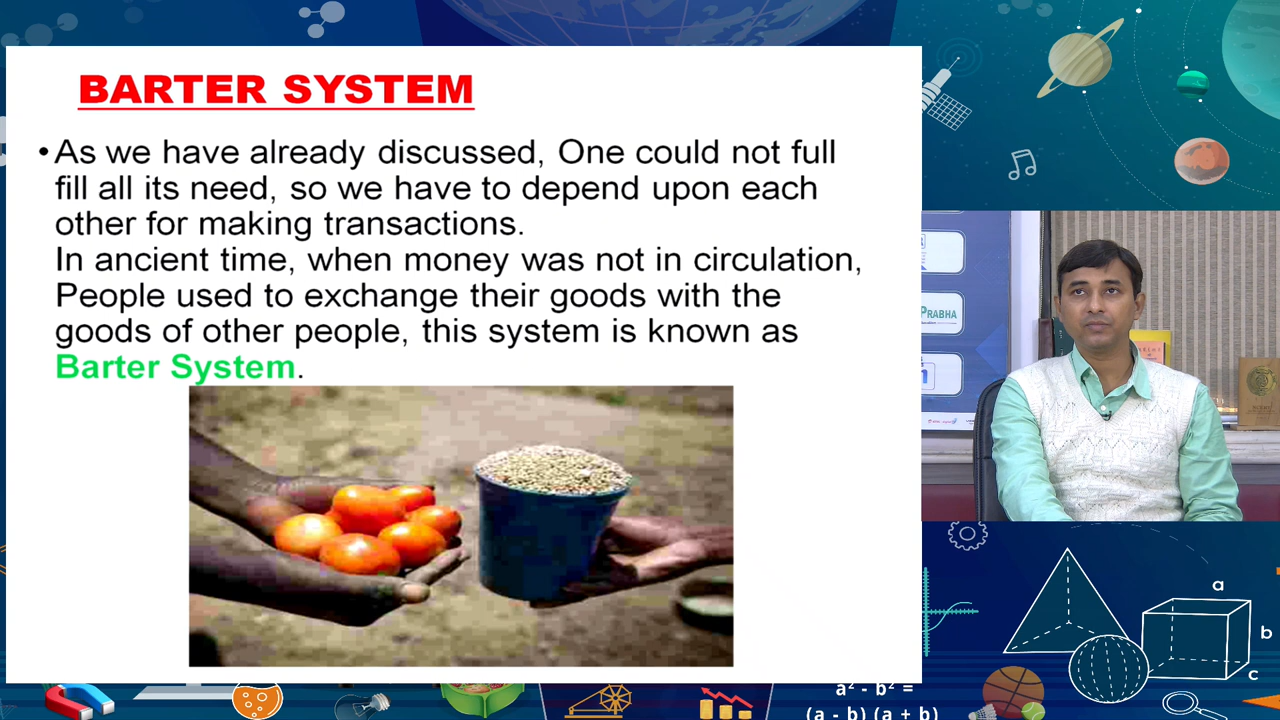 BARTER SYSTEM
• As we have already discussed, One could not full
fill all its need, so we have to depend upon each
other for making transactions.
In ancient time, when money was not in circulation,
People used to exchange their goods with the
goods of other people, this system is known as
Barter System.
PRABHA
a
b
c
a² - b² =
(a - b) (a + b)